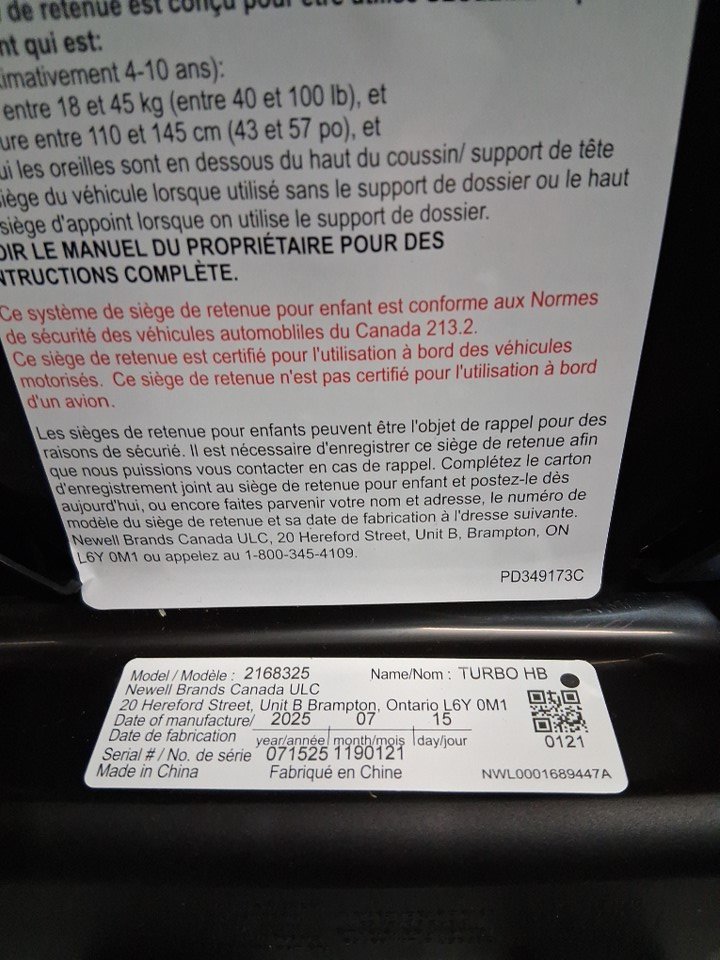 de retenue est conçu pour être utilisé
nt qui est:
imativement 4-10 ans):
entre 18 et 45 kg (entre 40 et 100 lb), et
ure entre 110 et 145 cm (43 et 57 po), et
ui les oreilles sont en dessous du haut du coussin/ support de tête
iège du véhicule lorsque utilisé sans le support de dossier ou le haut
siège d'appoint lorsque on utilise le support de dossier.
OIR LE MANUEL DU PROPRIÉTAIRE POUR DES
NTRUCTIONS COMPLÈTE.
Ce système de siège de retenue pour enfant est conforme aux Normes
de sécurité des véhicules automobliles du Canada 213.2.
Ce siège de retenue est certifié pour l'utilisation à bord des véhicules
motorisés. Ce siège de retenue n'est pas certifié pour l'utilisation à bord
d'un avion.
Les sièges de retenue pour enfants peuvent être l'objet de rappel pour des
raisons de sécurié. Il est nécessaire d'enregistrer ce siège de retenue afin
que nous puissions vous contacter en cas de rappel. Complétez le carton
d'enregistrement joint au siège de retenue pour enfant et postez-le dès
aujourd'hui, ou encore faites parvenir votre nom et adresse, le numéro de
modèle du siège de retenue et sa date de fabrication à l'dresse suivante.
Newell Brands Canada ULC, 20 Hereford Street, Unit B, Brampton, ON
L6Y 0M1 ou appelez au 1-800-345-4109.
PD349173C
Model / Modèle : 2168325 Name/Nom : TURBO HB
Newell Brands Canada ULC
20 Hereford Street, Unit B Brampton, Ontario L6Y 0M1
Date of manufacture/ 2025 07 15
Date de fabrication year/année month/mois day/jour
0121
Serial # / No. de série 071525 1190121
Made in China Fabriqué en Chine NWL0001689447A